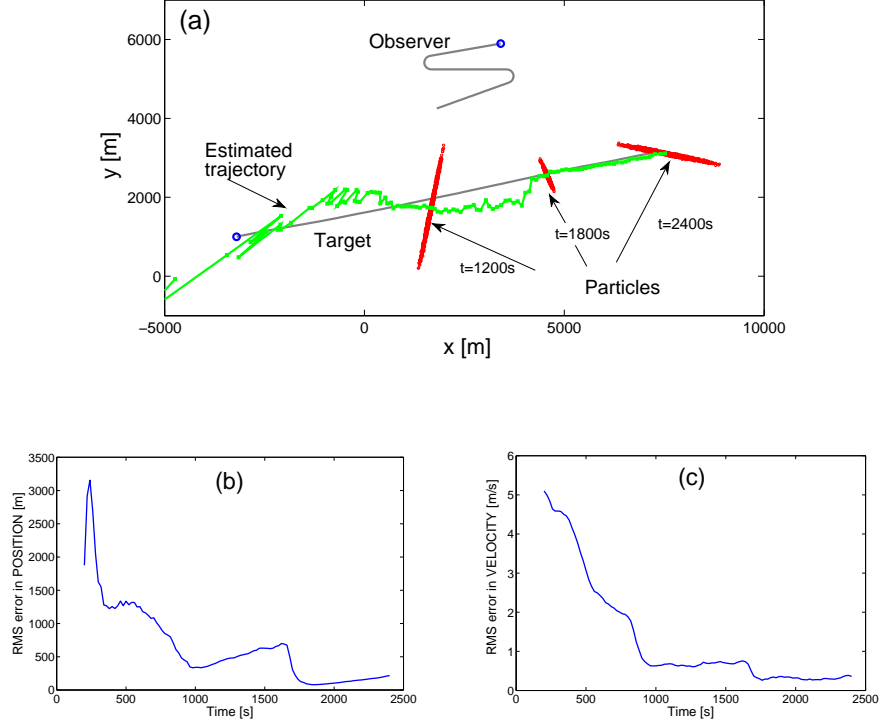 (a)
6000
4000
2000
0
y [m]
Observer
Estimated
trajectory
Target
t=1200s
t=1800s
t=2400s
Particles
−5000
0
5000
10000
x [m]
(b)
3500
3000
2500
2000
1500
1000
500
0
RMS error in POSITION [m]
0
500
1000
1500
2000
2500
Time [s]
(c)
6
5
4
3
2
1
0
RMS error in VELOCITY [m/s]
0
500
1000
1500
2000
2500
Time [s]